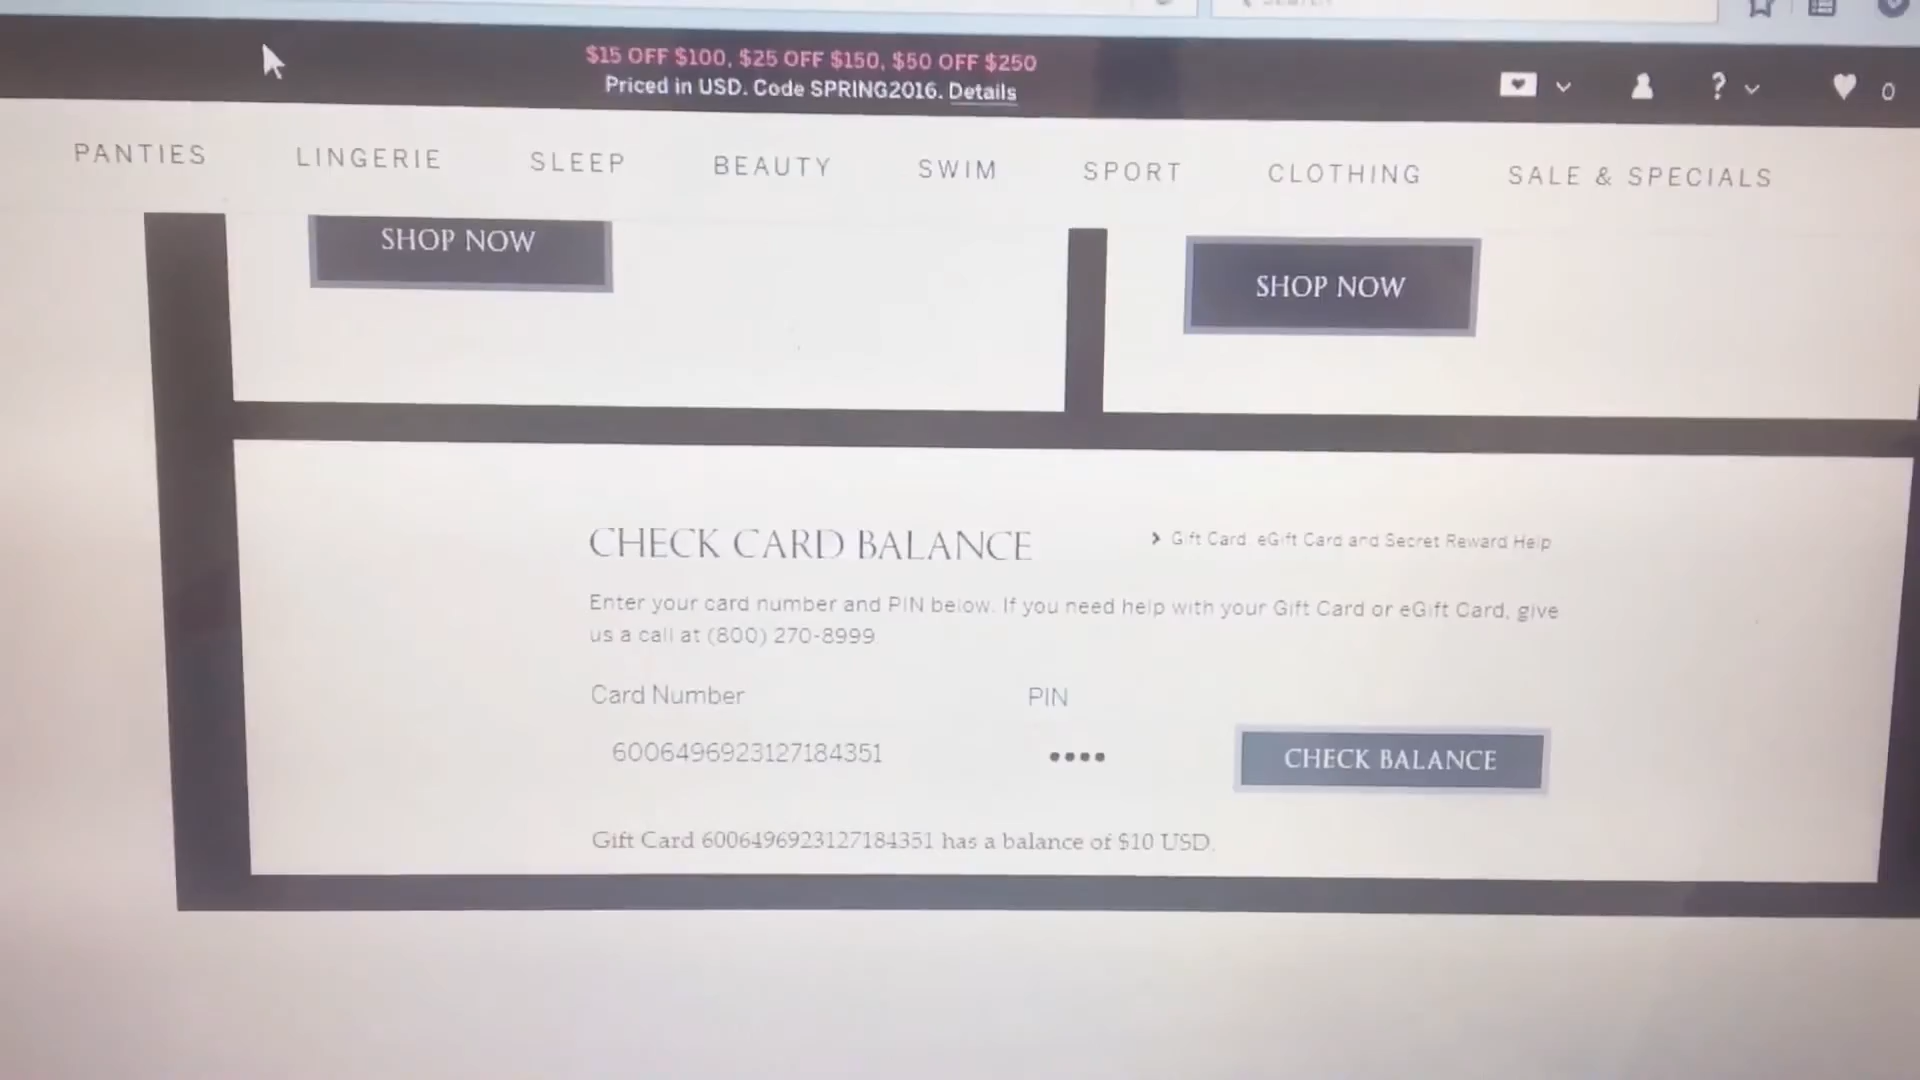 $15 OFF $100, $25 OFF $150, $50 OFF $250
Priced in USD. Code SPRING2016. Details
? 0
PANTIES LINGERIE SLEEP BEAUTY SWIM SPORT CLOTHING SALE & SPECIALS
SHOP NOW
SHOP NOW
CHECK CARD BALANCE
Gift Card, eGift Card and Secret Reward Help
Enter your card number and PIN below. If you need help with your Gift Card or eGift Card, give
us a call at (800) 270-8999.
Card Number PIN
6006496923127184351 •••• CHECK BALANCE
Gift Card 6006496923127184351 has a balance of $10 USD.